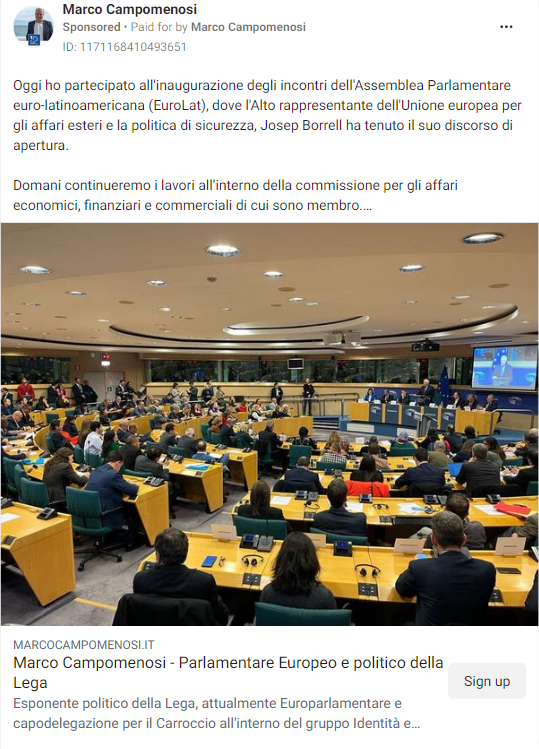 Marco Campomenosi
Sponsored • Paid for by Marco Campomenosi
ID: 1171168410493651
Oggi ho partecipato all'inaugurazione degli incontri dell'Assemblea Parlamentare
euro-latinoamericana (EuroLat), dove l'Alto rappresentante dell'Unione europea per
gli affari esteri e la politica di sicurezza, Josep Borrell ha tenuto il suo discorso di
apertura.
Domani continueremo i lavori all’interno della commissione per gli affari
economici, finanziari e commerciali di cui sono membro....
MARCOCAMPOMENOSI.IT
Marco Campomenosi - Parlamentare Europeo e politico della
Lega
Sign up
Esponente politico della Lega, attualmente Europarlamentare e
capodelegazione per il Carroccio all'interno del gruppo Identità e...